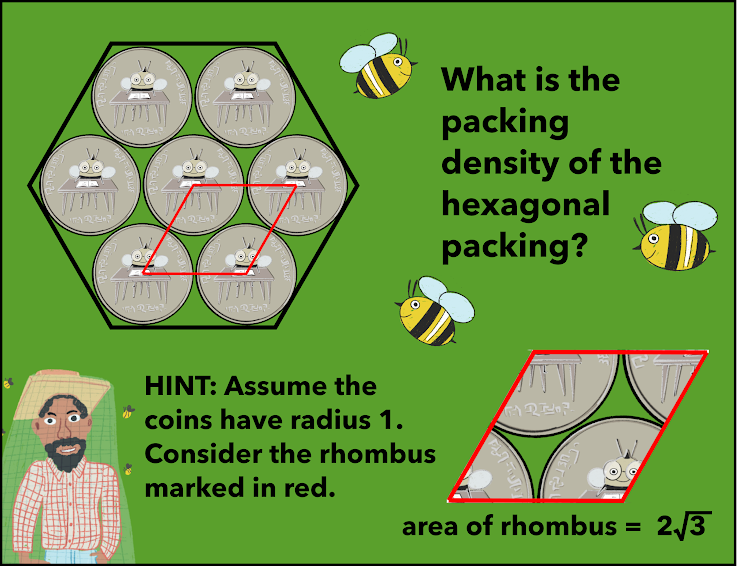 What is the
packing
density of the
hexagonal
packing?
HINT: Assume the
coins have radius 1.
Consider the rhombus
marked in red.
area of rhombus = 2√3